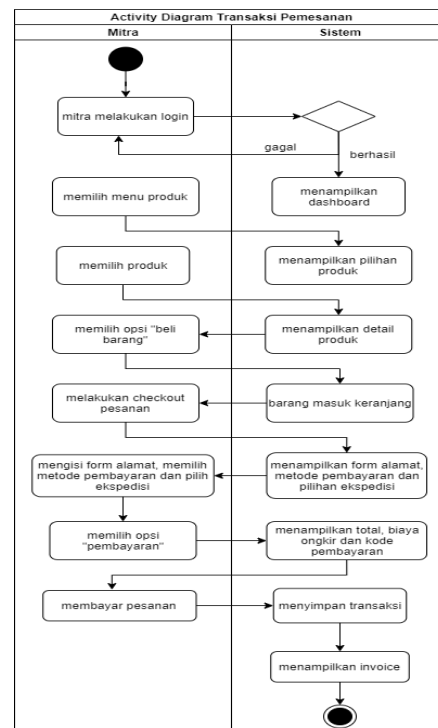 Activity Diagram Transaksi Pemesanan
Mitra
Sistem
mitra melakukan login
gagal
berhasil
memilih menu produk
menampilkan
dashboard
memilih produk
menampilkan pilihan
produk
memilih opsi "beli
barang"
menampilkan detail
produk
melakukan checkout
pesanan
barang masuk keranjang
mengisi form alamat, memilih
metode pembayaran dan pilih
ekspedisi
menampilkan form alamat,
metode pembayaran dan
pilihan ekspedisi
memilih opsi
"pembayaran"
menampilkan total, biaya
ongkir dan kode
pembayaran
membayar pesanan
menyimpan transaksi
menampilkan invoice